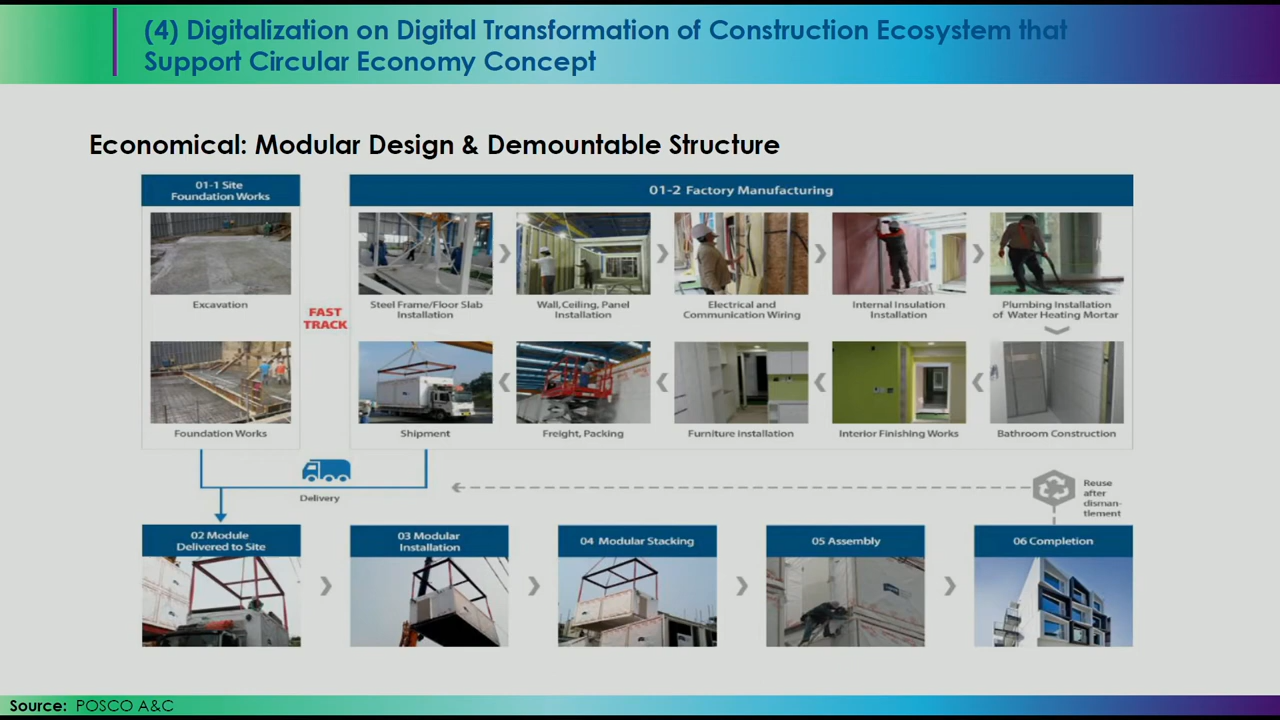 (4) Digitalization on Digital Transformation of Construction Ecosystem that
Support Circular Economy Concept
Economical: Modular Design & Demountable Structure
01-1 Site
Foundation Works
01-2 Factory Manufacturing
Excavation
FAST
TRACK
Steel Frame/Floor Slab
Installation
Wall, Ceiling, Panel
Installation
Electrical and
Communication Wiring
Internal Insulation
Installation
Plumbing Installation
of Water Heating Mortar
Foundation Works
Shipment
Freight, Packing
Furniture installation
Interior Finishing Works
Bathroom Construction
Delivery
Reuse
after
disman-
tlement
02 Module
Delivered to Site
03 Modular
Installation
04 Modular Stacking
05 Assembly
06 Completion
Source: POSCO A&C